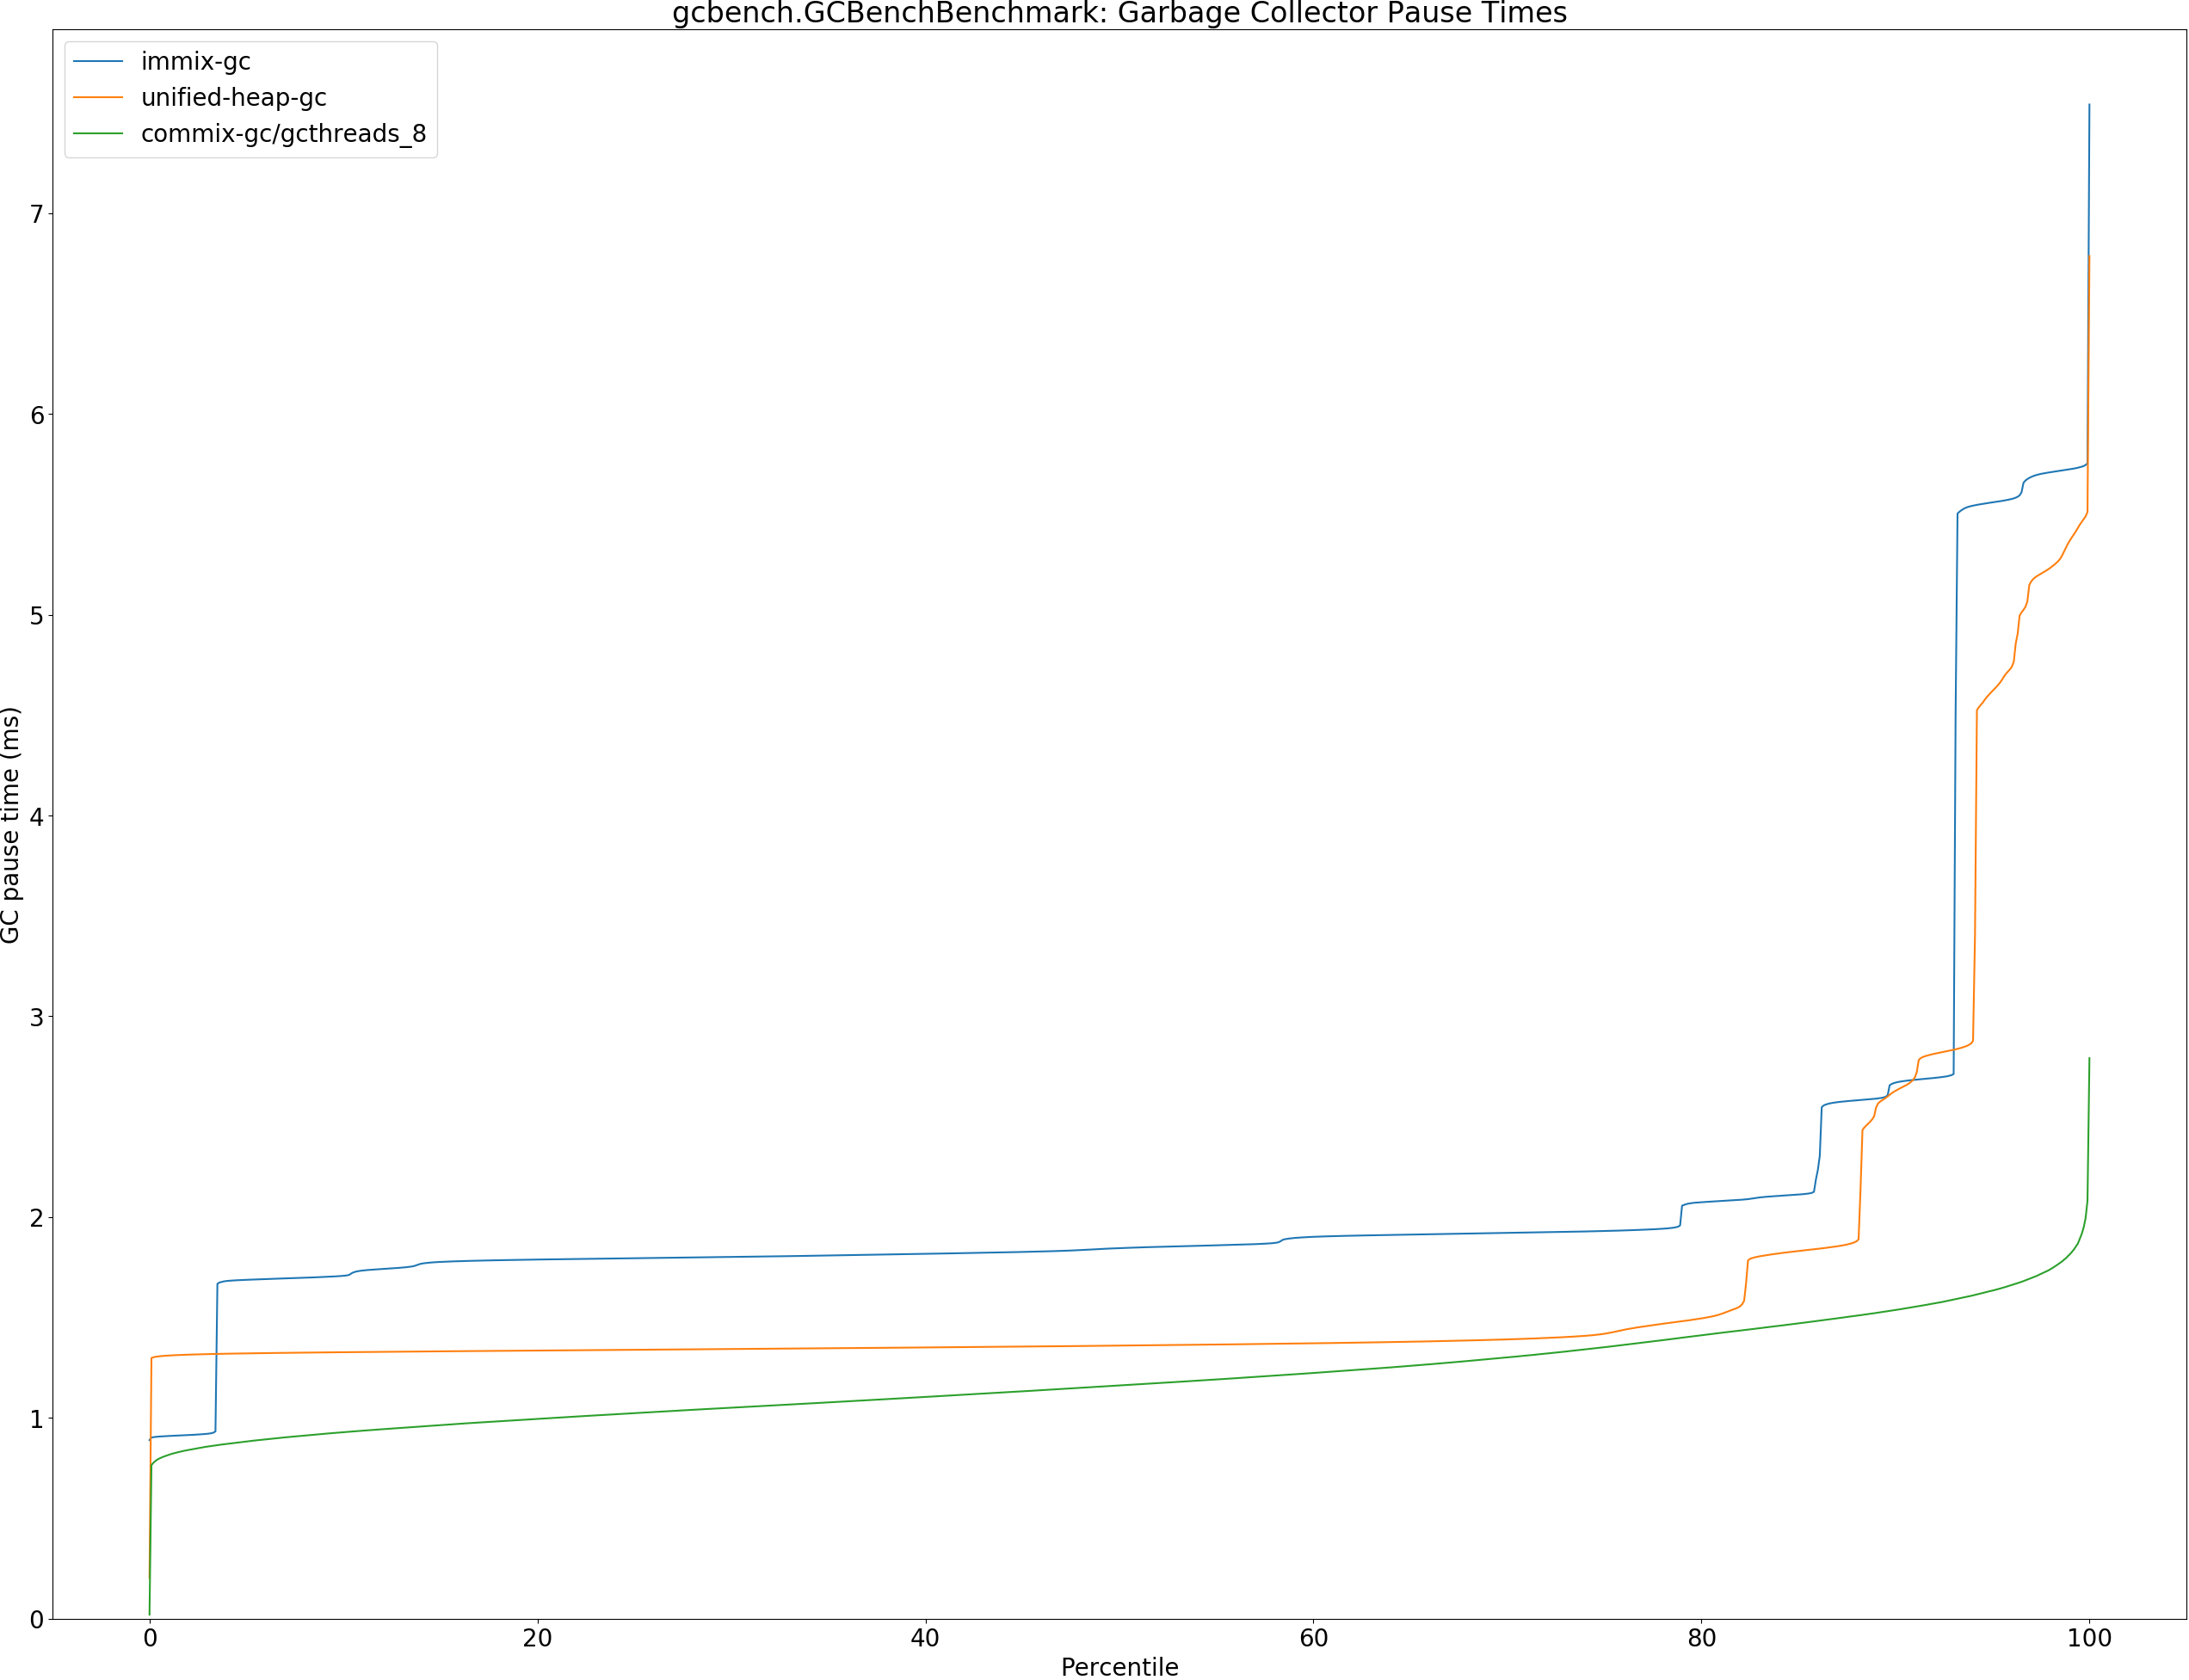 gcbench.GCBenchBenchmark: Garbage Collector Pause Times
immix-gc
unified-heap-gc
commix-gc/gcthreads_8
GC pause time (ms)
7
6
5
4
3
2
1
0
0 20 40 60 80 100
Percentile